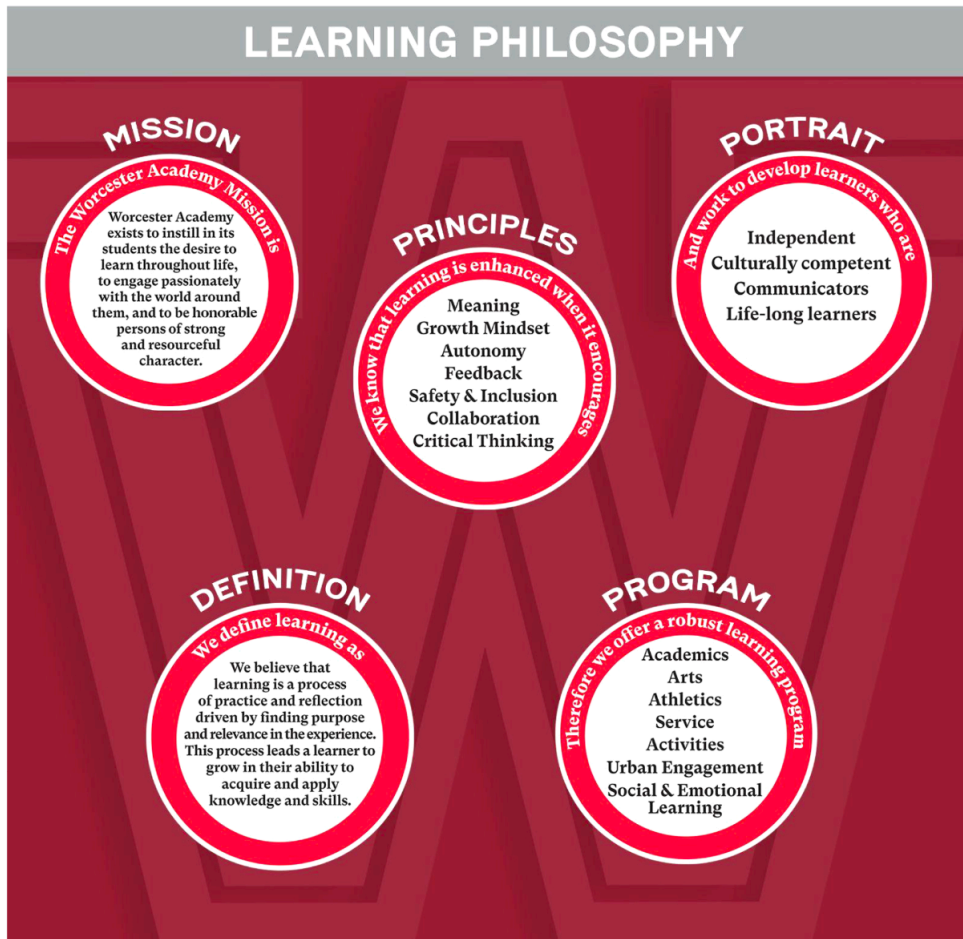 LEARNING PHILOSOPHY
MISSION
The Worcester Academy Mission is
Worcester Academy
exists to instill in its
students the desire to
learn throughout life,
to engage passionately
with the world around
them, and to be honorable
persons of strong
and resourceful
character.
DEFINITION
We define learning as
We believe that
learning is a process
of practice and reflection
driven by finding purpose
and relevance in the experience.
This process leads a learner to
grow in their ability to
acquire and apply
knowledge and skills.
PRINCIPLES
We know that learning is enhanced when it encourages
Meaning
Growth Mindset
Autonomy
Feedback
Safety & Inclusion
Collaboration
Critical Thinking
PROGRAM
Therefore we offer a robust learning program
Academics
Arts
Athletics
Service
Activities
Urban Engagement
Social & Emotional
Learning
PORTRAIT
And work to develop learners who are
Independent
Culturally competent
Communicators
Life-long learners